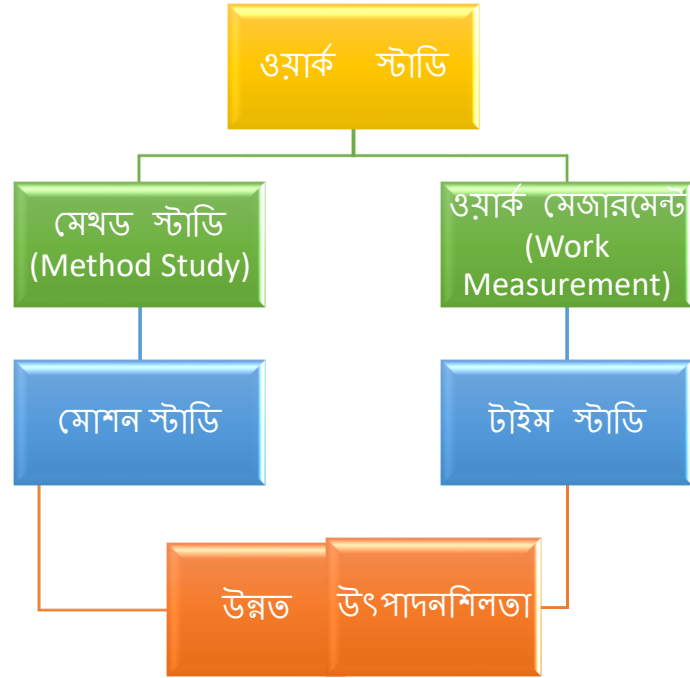 ওয়ার্ক স্টাডি
মেথড স্টাডি
(Method Study)
ওয়ার্ক মেজারমেন্ট
(Work
Measurement)
মোশন স্টাডি
টাইম স্টাডি
উন্নত উৎপাদনশিলতা